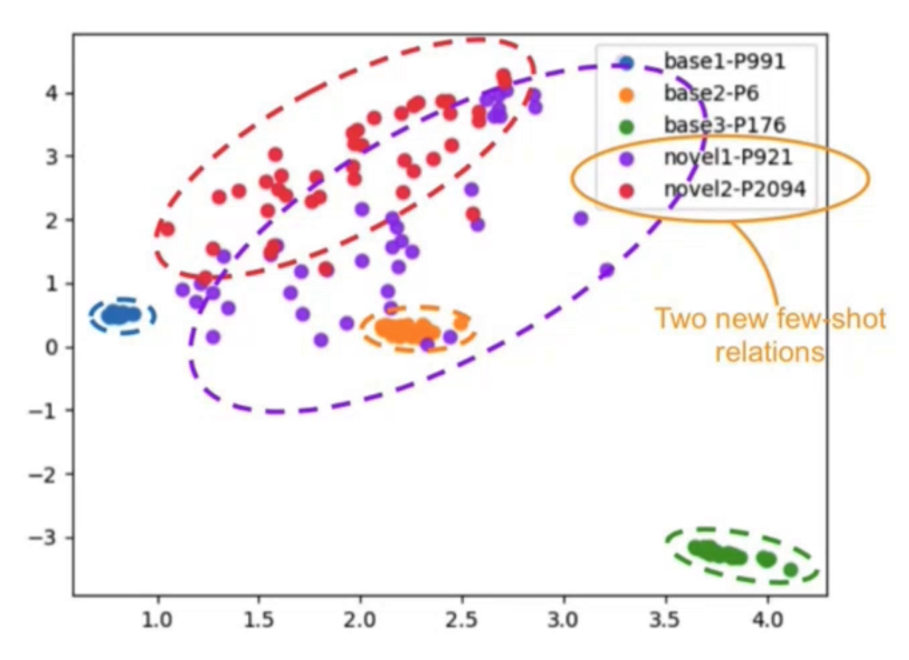 base1-P991
base2-P6
base3-P176
novel1-P921
novel2-P2094
Two new few-shot
relations
4
3
2
1
0
−1
−2
−3
1.0 1.5 2.0 2.5 3.0 3.5 4.0